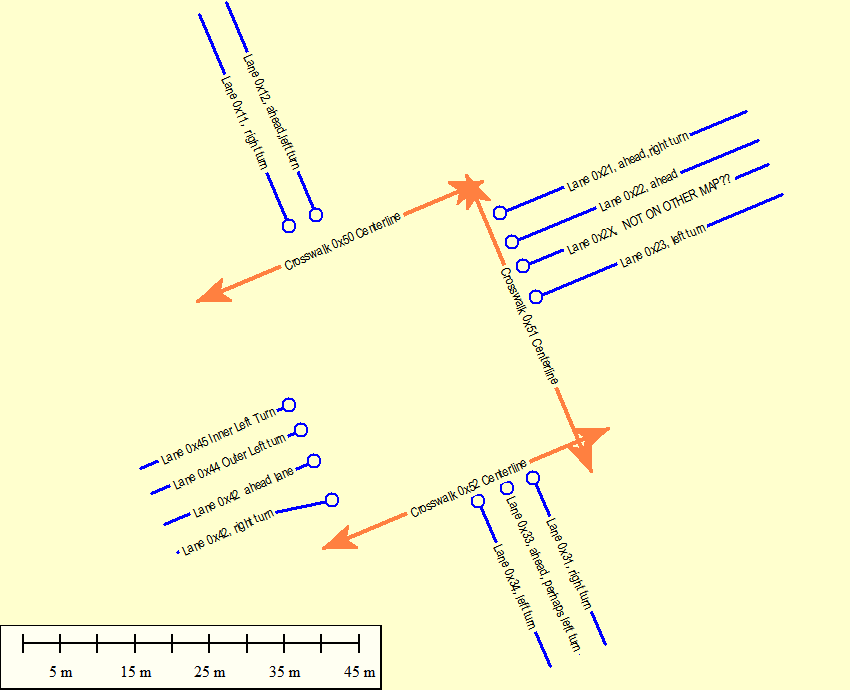 Lane 0x11, right turn
Lane 0x12, ahead,left turn
Lane 0x21, ahead,right turn
Lane 0x22, ahead
Lane 0x2X, NOT ON OTHER MAP??
Lane 0x23, left turn
Crosswalk 0x50 Centerline
Crosswalk 0x51 Centerline
Lane 0x45 Inner Left Turn
Lane 0x44 Outer Left turn
Lane 0x42 ahead lane
Lane 0x42, right turn
Crosswalk 0x52 Centerline
Lane 0x34, left turn
Lane 0x33, ahead, perhaps left turn
Lane 0x31, right turn
5 m 15 m 25 m 35 m 45 m